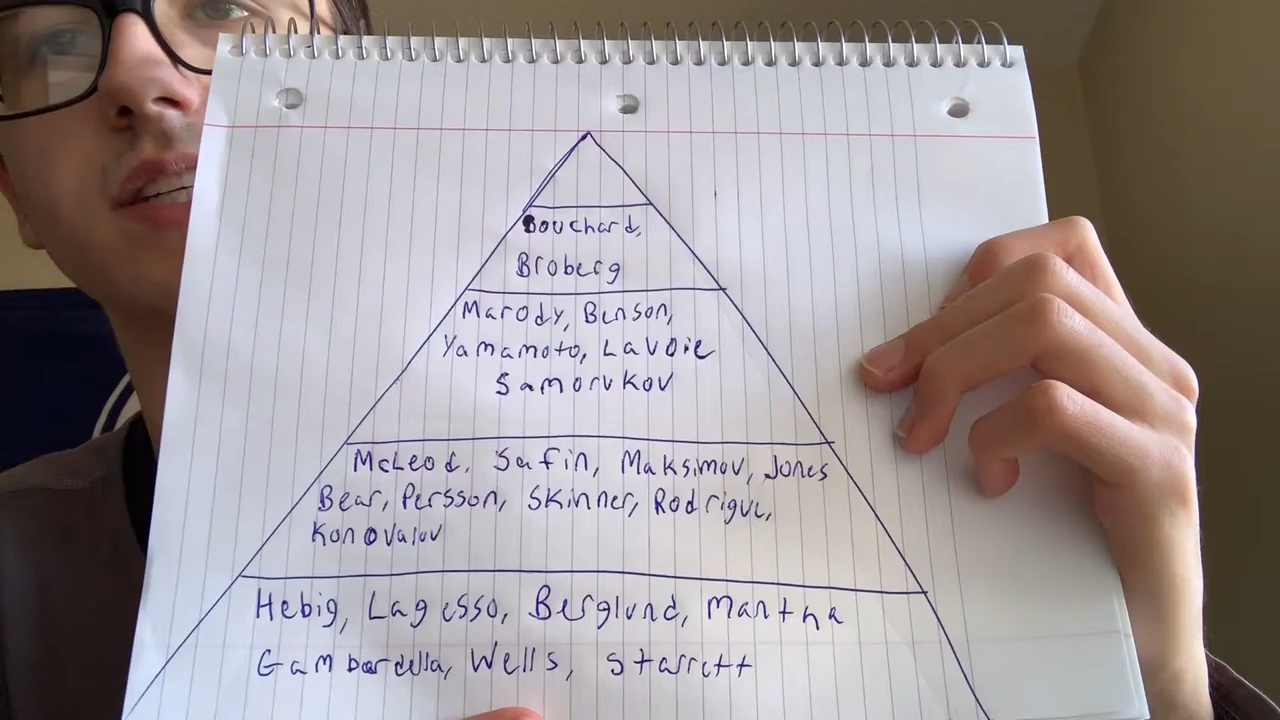 Bouchard,
Broberg
Marody, Benson,
Yamamoto, Lavoie
Samorukov
McLeod, Safin, Maksimov, Jones
Bear, Persson, Skinner, Rodrigue,
Konovalov
Hebig, Lagesso, Berglund, Mantha
Gambardella, Wells, Starrett